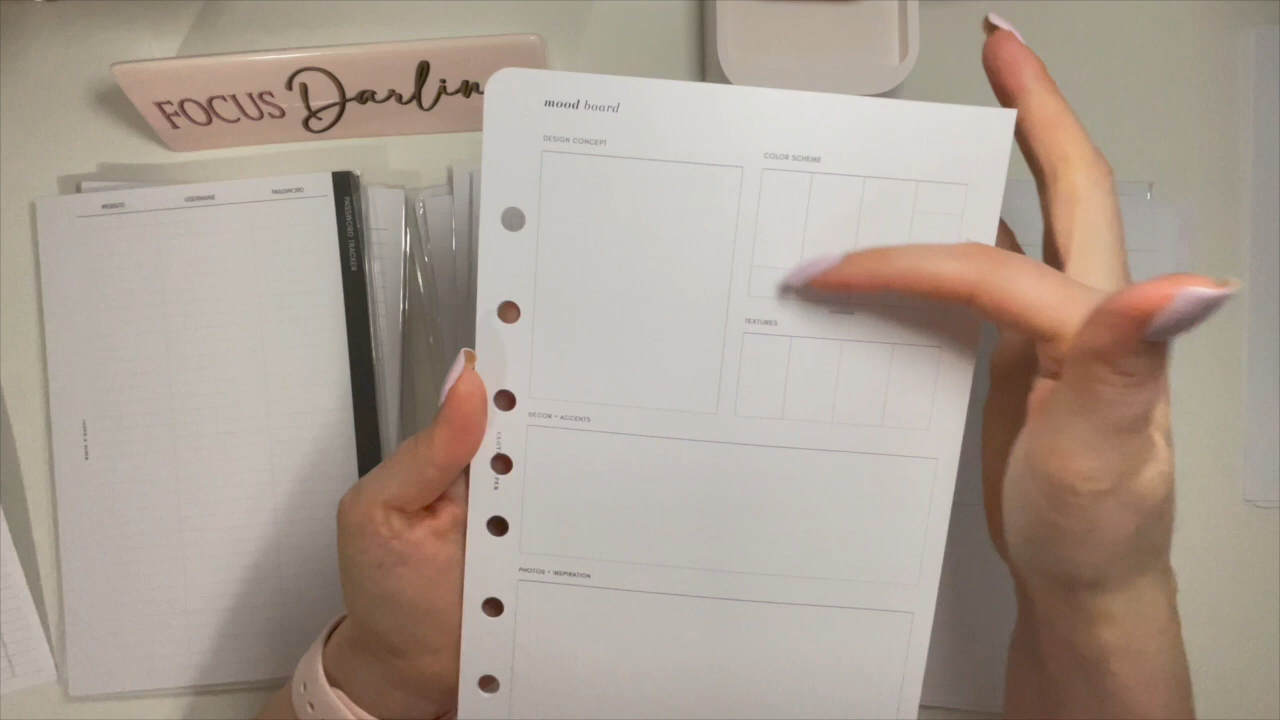 FOCUS Darlin
mood board
DESIGN CONCEPT
COLOR SCHEME
TEXTURES
DECOR + ACCENTS
PHOTOS + INSPIRATION
WEBSITE
USERNAME
PASSWORD
PASSWORD TRACKER